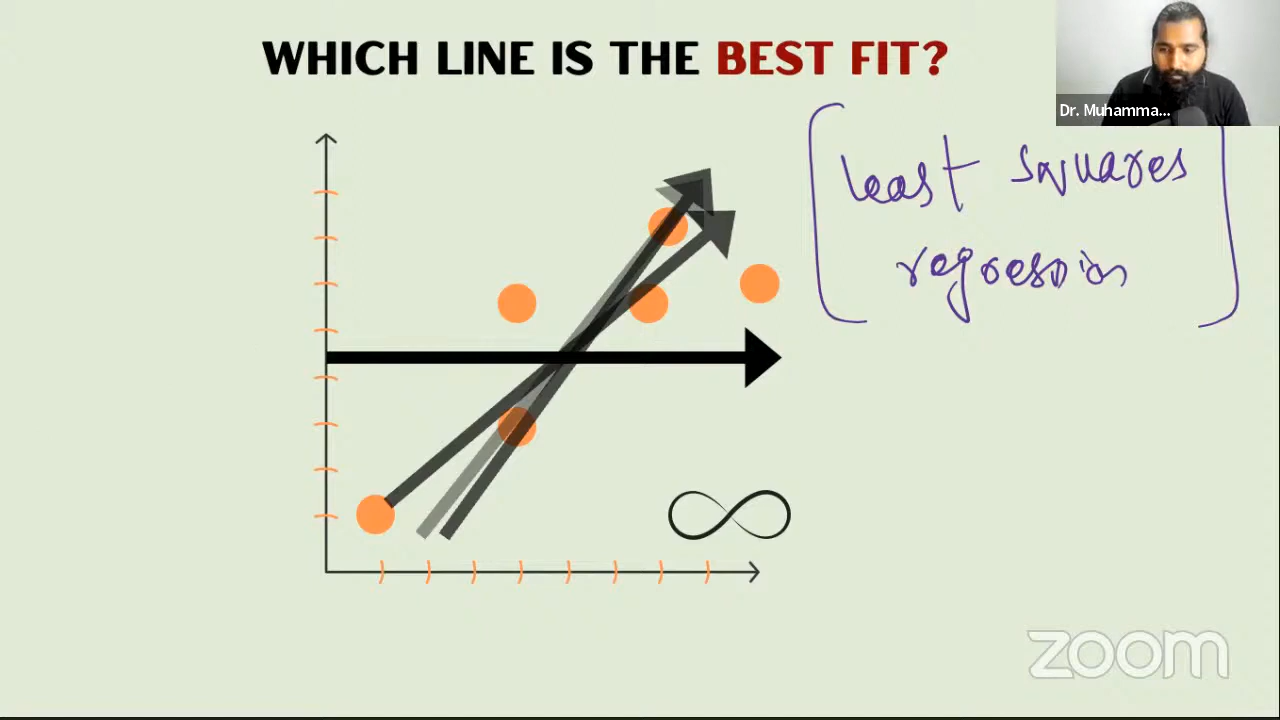 WHICH LINE IS THE BEST FIT?
Dr. Muhamma...
least squares
regression
zoom